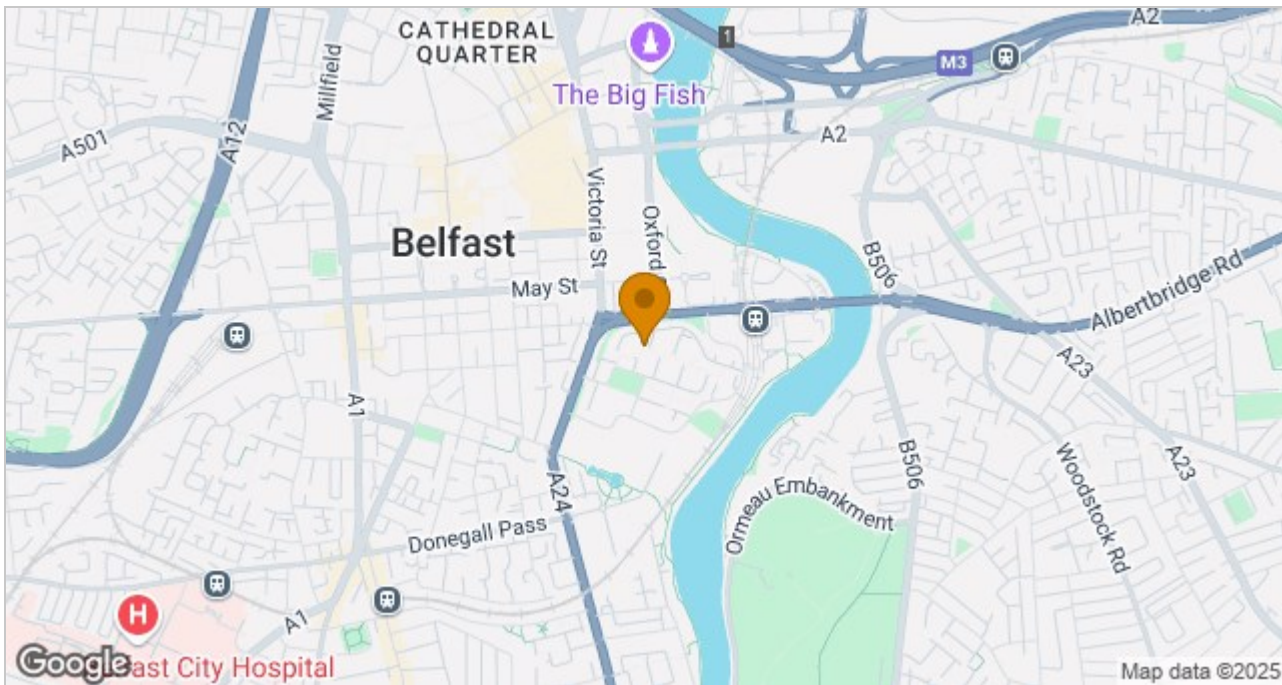 CATHEDRAL
QUARTER
A2
1
M3
The Big Fish
Millfield
A12
A501
A2
Victoria St
Oxford
Belfast
B506
May St
Albertbridge Rd
A23
A1
B506
Woodstock Rd
A23
A24
Ormeau Embankment
Donegall Pass
H
A1
Google
ast City Hospital
Map data ©2025